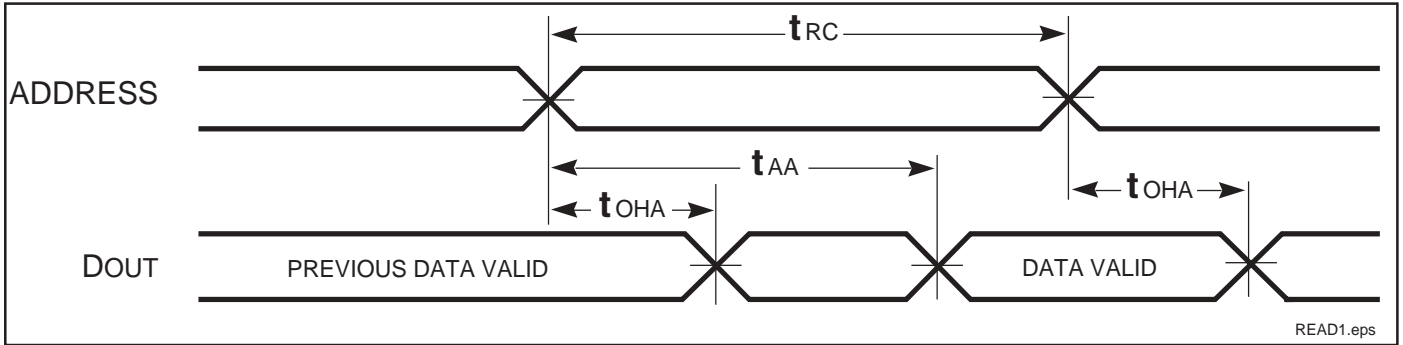 tRC
ADDRESS
tAA
tOHA
tOHA
DOUT
PREVIOUS DATA VALID
DATA VALID
READ1.eps